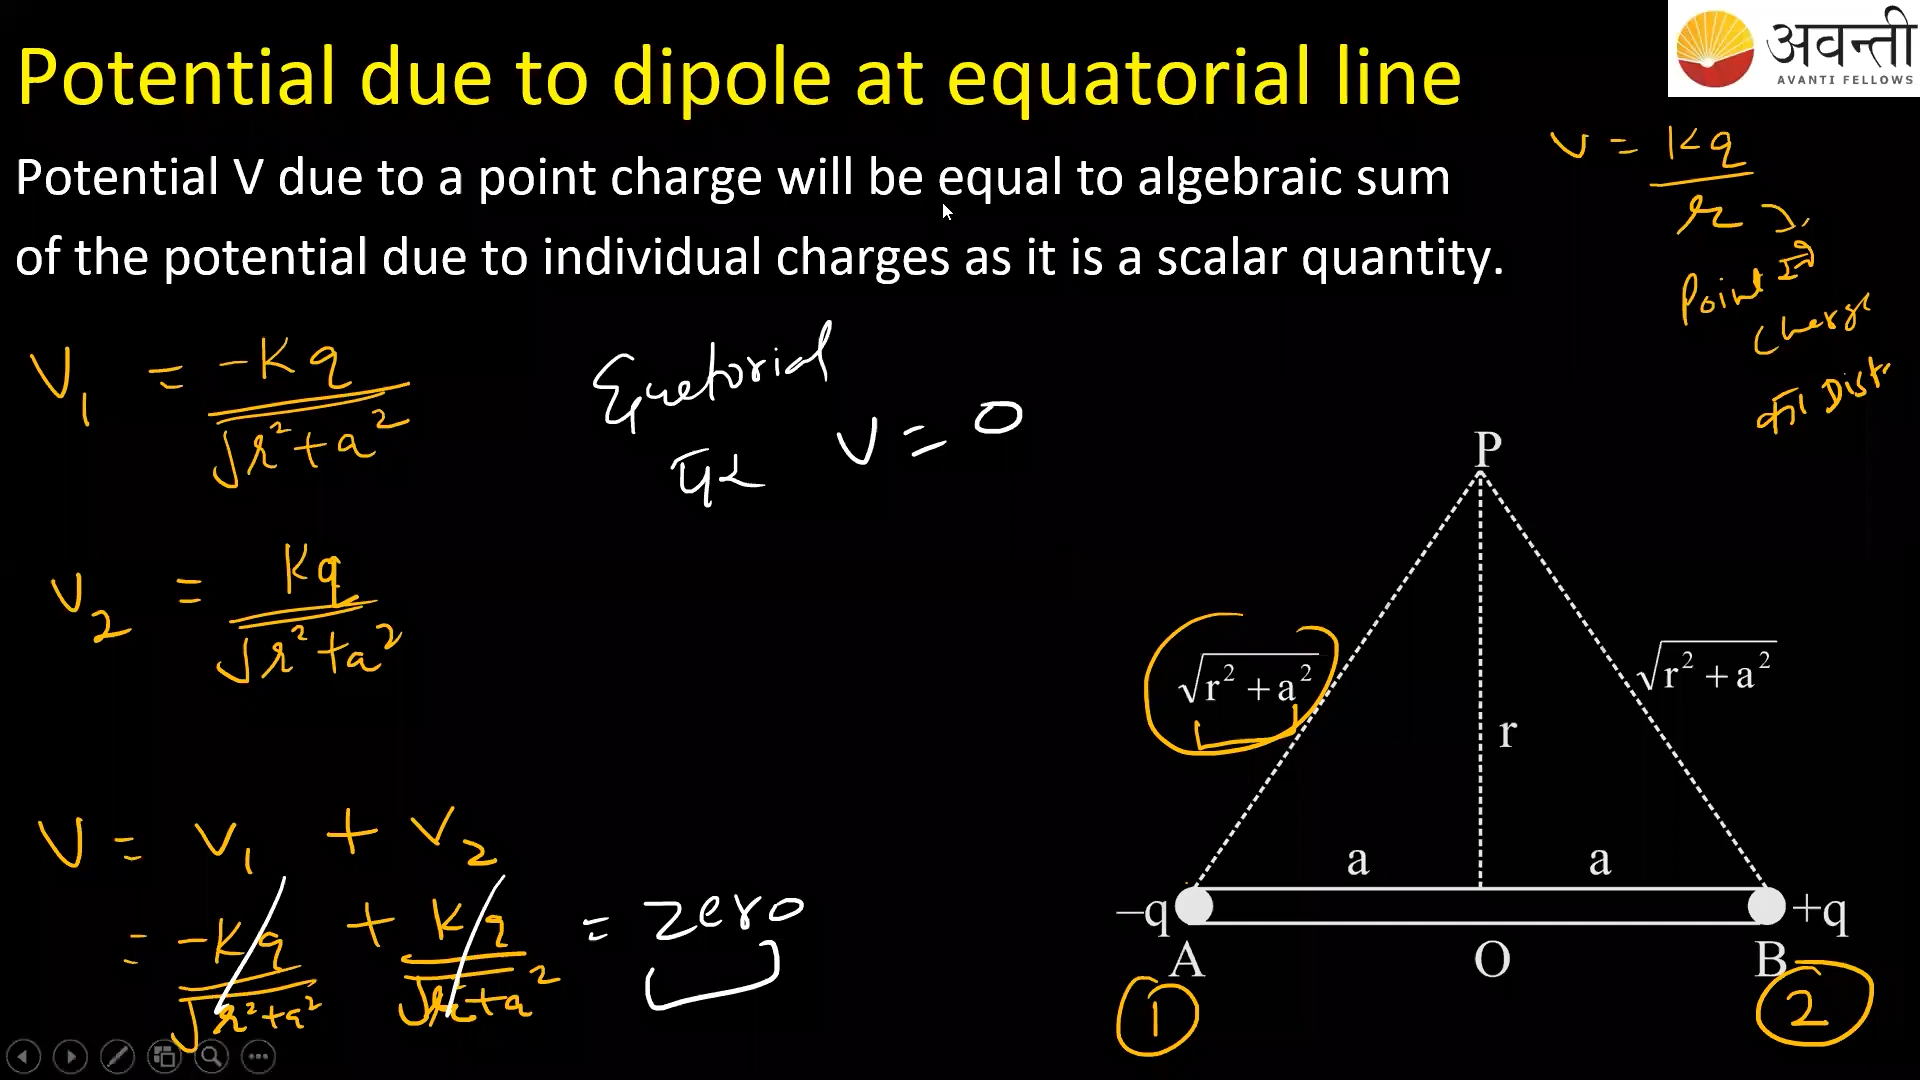 Potential due to dipole at equatorial line
अवन्ती
AVANTI FELLOWS
Potential V due to a point charge will be equal to algebraic sum
of the potential due to individual charges as it is a scalar quantity.
V = Kq / r
Point
Charge
की Dist.
V₁ = -Kq / √r²+a²
V₂ = Kq / √r²+a²
पर V = 0
V = V₁ + V₂
= -Kq / √r²+a² + Kq / √r²+a² = zero
P
√r² + a²
√r² + a²
r
a a
–q +q
A O B
1 2